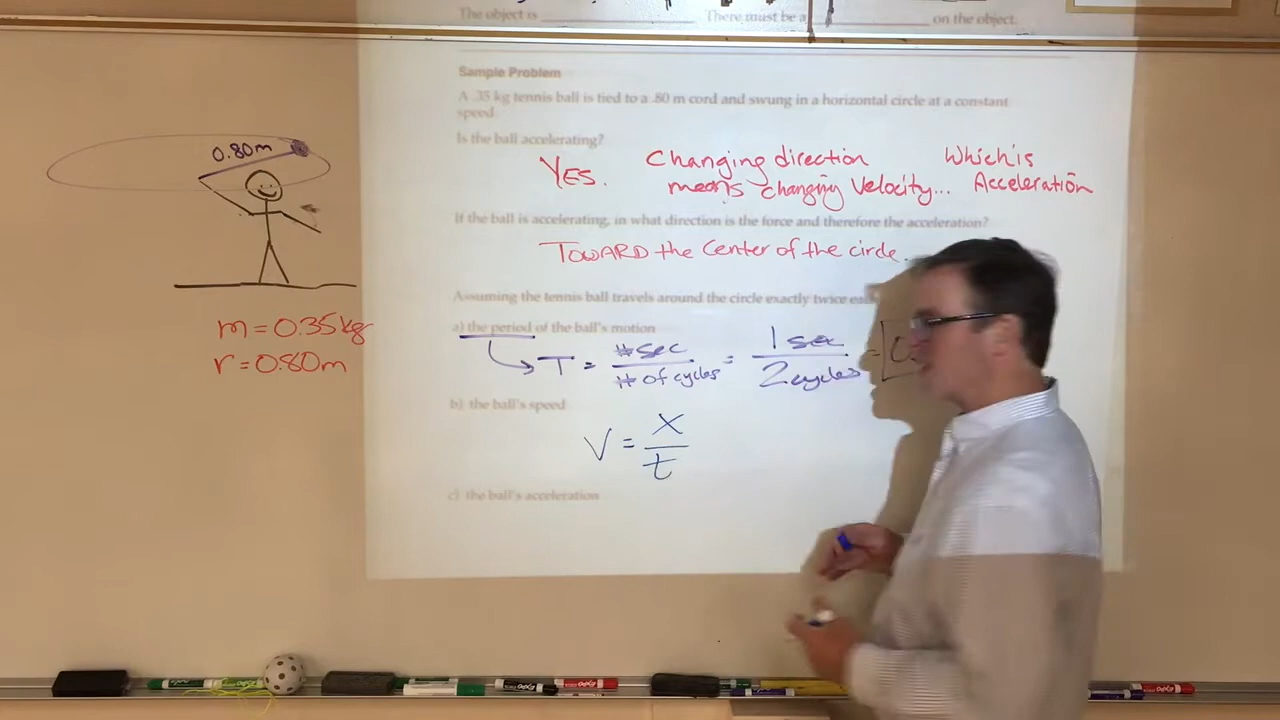 The object is ____________ There must be a ____________ on the object.
Sample Problem
A .35 kg tennis ball is tied to a .80 m cord and swung in a horizontal circle at a constant
speed.
Is the ball accelerating?
YES. Changing direction Which is
means changing Velocity... Acceleration
If the ball is accelerating, in what direction is the force and therefore the acceleration?
TOWARD the Center of the circle.
Assuming the tennis ball travels around the circle exactly twice
a) the period of the ball's motion
T = #sec / # of cycles = 1 sec / 2 cycles =
b) the ball's speed
V = x / t
c) the ball's acceleration
0.80m
m = 0.35kg
r = 0.80m